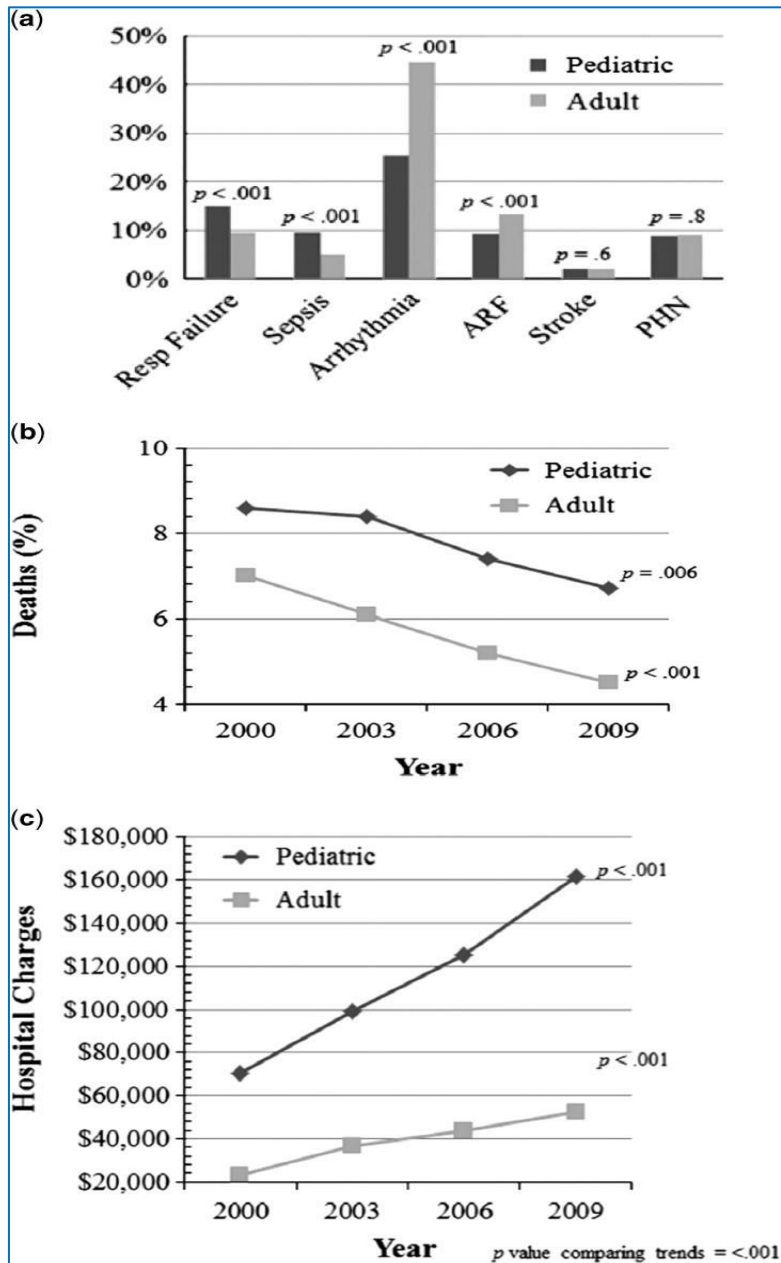 (a)
50%
p < .001
Pediatric
Adult
40%
30%
20%
p < .001
p < .001
p < .001
p = .8
10%
p = .6
0%
Resp Failure
Sepsis
Arrhythmia
ARF
Stroke
PHN
(b)
10
Pediatric
Adult
8
Deaths (%)
p = .006
6
p < .001
4
2000 2003 2006 2009
Year
(c)
$180,000
Pediatric
Adult
p < .001
$160,000
$140,000
$120,000
Hospital Charges
$100,000
$80,000
p < .001
$60,000
$40,000
$20,000
2000 2003 2006 2009
Year
p value comparing trends = <.001